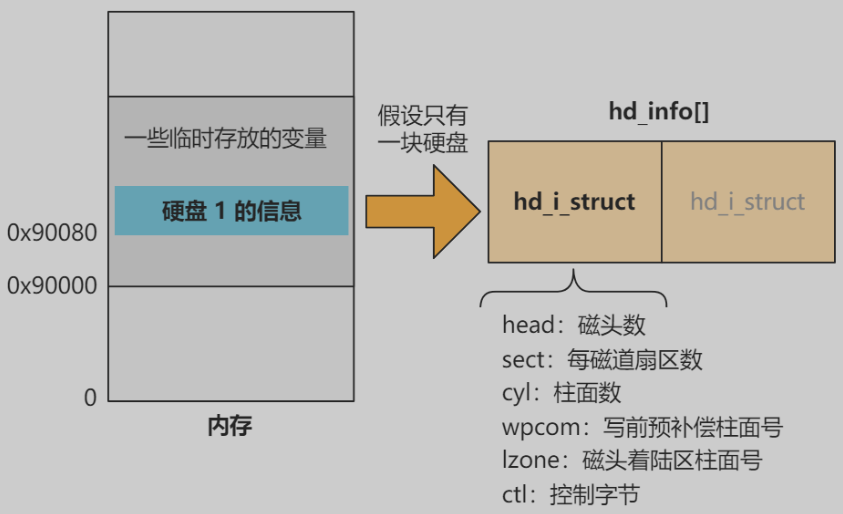 一些临时存放的变量
硬盘 1 的信息
0x90080
0x90000
0
内存
假设只有
一块硬盘
hd_info[]
hd_i_struct
hd_i_struct
head：磁头数
sect：每磁道扇区数
cyl：柱面数
wpcom：写前预补偿柱面号
lzone：磁头着陆区柱面号
ctl：控制字节